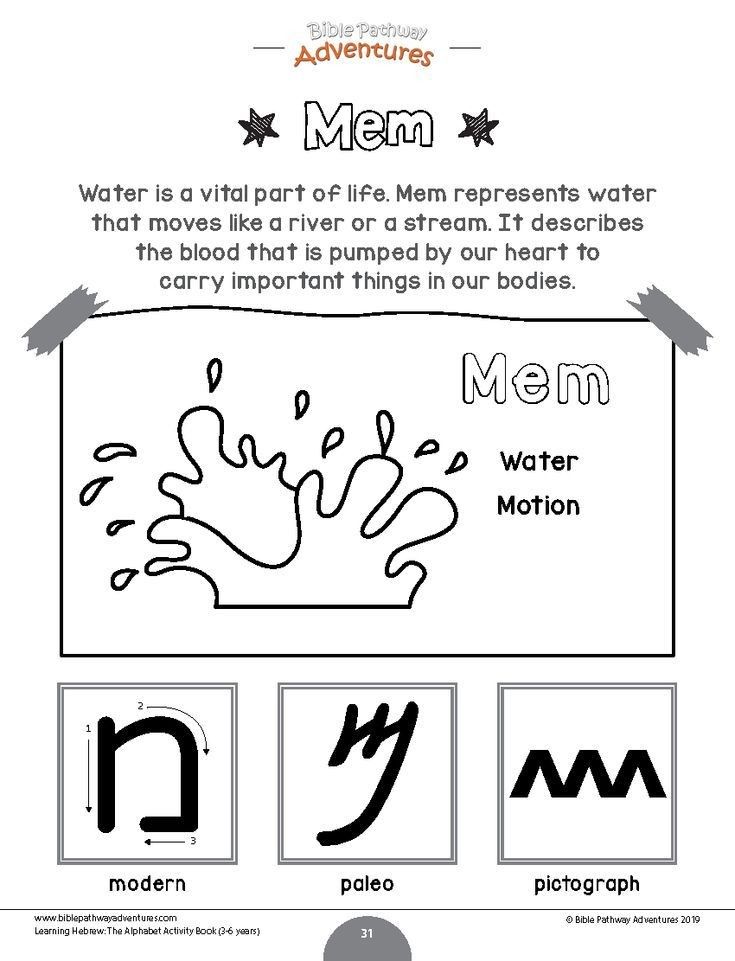 Bible Pathway
Adventures
Mem
Water is a vital part of life. Mem represents water
that moves like a river or a stream. It describes
the blood that is pumped by our heart to
carry important things in our bodies.
Mem
Water
Motion
1
2
3
מ
𐤌
modern
paleo
pictograph
www.biblepathwayadventures.com
Learning Hebrew: The Alphabet Activity Book (3-6 years)
31
© Bible Pathway Adventures 2019